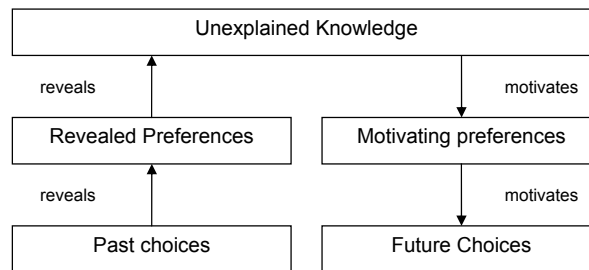 Unexplained Knowledge
reveals
motivates
Revealed Preferences
Motivating preferences
reveals
motivates
Past choices
Future Choices